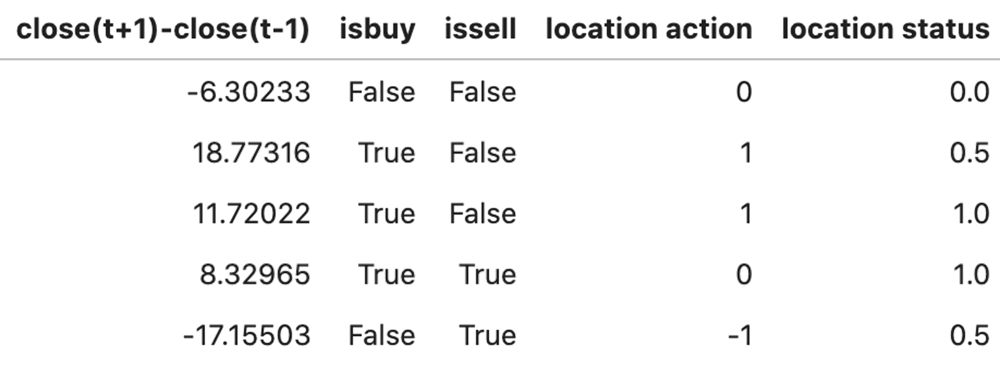 close(t+1)-close(t-1) isbuy issell location action location status
-6.30233 False False 0 0.0
18.77316 True False 1 0.5
11.72022 True False 1 1.0
8.32965 True True 0 1.0
-17.15503 False True -1 0.5